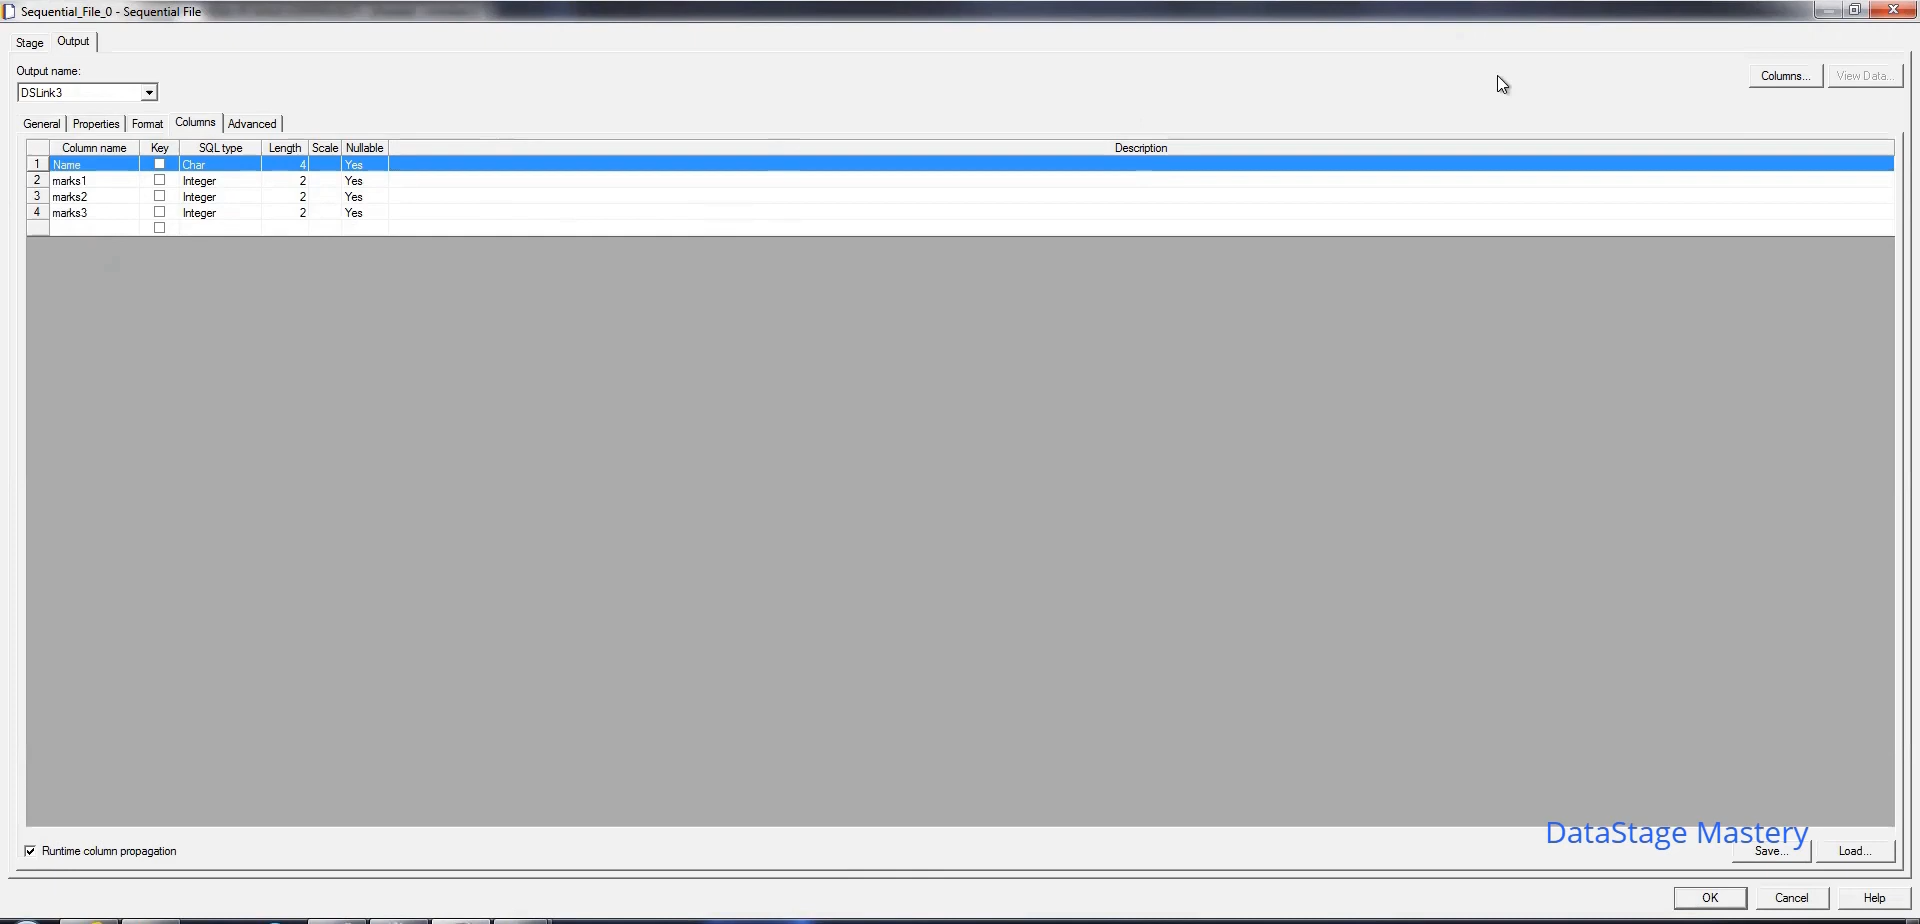 Sequential_File_0 - Sequential File
Stage Output
Output name:
DSLink3
Columns... View Data...
General Properties Format Columns Advanced
Column name Key SQL type Length Scale Nullable Description
1 Name Char 4 Yes
2 marks1 Integer 2 Yes
3 marks2 Integer 2 Yes
4 marks3 Integer 2 Yes
DataStage Mastery
Runtime column propagation Save... Load...
OK Cancel Help